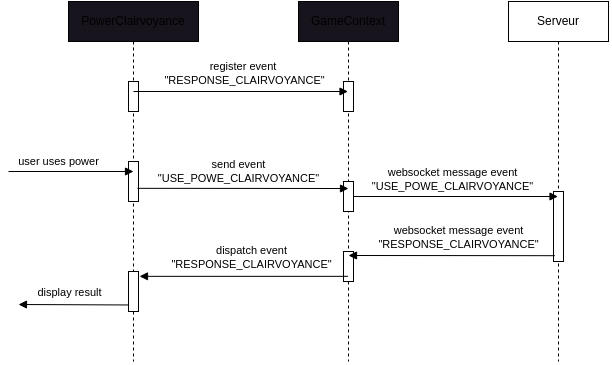 PowerClairvoyance
GameContext
Serveur
register event
"RESPONSE_CLAIRVOYANCE"
user uses power
send event
"USE_POWE_CLAIRVOYANCE"
websocket message event
"USE_POWE_CLAIRVOYANCE"
websocket message event
"RESPONSE_CLAIRVOYANCE"
dispatch event
"RESPONSE_CLAIRVOYANCE"
display result